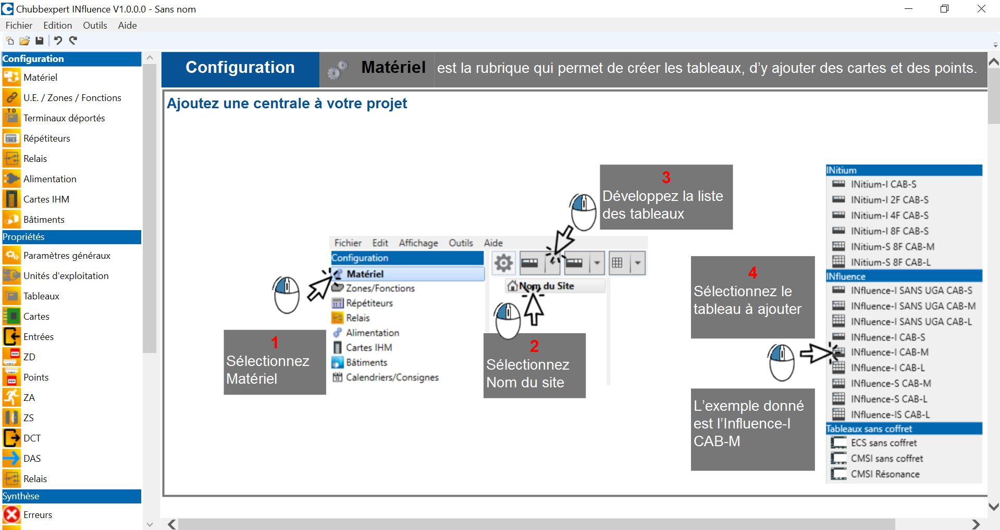 Chubbexpert INfluence V1.0.0.0 - Sans nom
Fichier Edition Outils Aide
Configuration
Matériel
U.E. / Zones / Fonctions
TD
Terminaux déportés
Répétiteurs
Relais
Alimentation
Cartes IHM
Bâtiments
Propriétés
Paramètres généraux
Unités d'exploitation
Tableaux
Cartes
Entrées
ZD
Points
ZA
ZS
DCT
DAS
Relais
Synthèse
Erreurs
Configuration Matériel est la rubrique qui permet de créer les tableaux, d’y ajouter des cartes et des points.
Ajoutez une centrale à votre projet
1
Sélectionnez
Matériel
Fichier Edit Affichage Outils Aide
Configuration
Matériel
Zones/Fonctions
Répétiteurs
Relais
Alimentation
Cartes IHM
Bâtiments
Calendriers/Consignes
Nom du Site
2
Sélectionnez
Nom du site
3
Développez la liste
des tableaux
4
Sélectionnez le
tableau à ajouter
L’exemple donné
est l’Influence-I
CAB-M
INitium
INitium-I CAB-S
INitium-I 2F CAB-S
INitium-I 4F CAB-S
INitium-I 8F CAB-S
INitium-S 8F CAB-M
INitium-S 8F CAB-L
INfluence
INfluence-I SANS UGA CAB-S
INfluence-I SANS UGA CAB-M
INfluence-I SANS UGA CAB-L
INfluence-I CAB-S
INfluence-I CAB-M
INfluence-I CAB-L
INfluence-S CAB-M
INfluence-S CAB-L
INfluence-IS CAB-L
Tableaux sans coffret
ECS sans coffret
CMSI sans coffret
CMSI Résonance